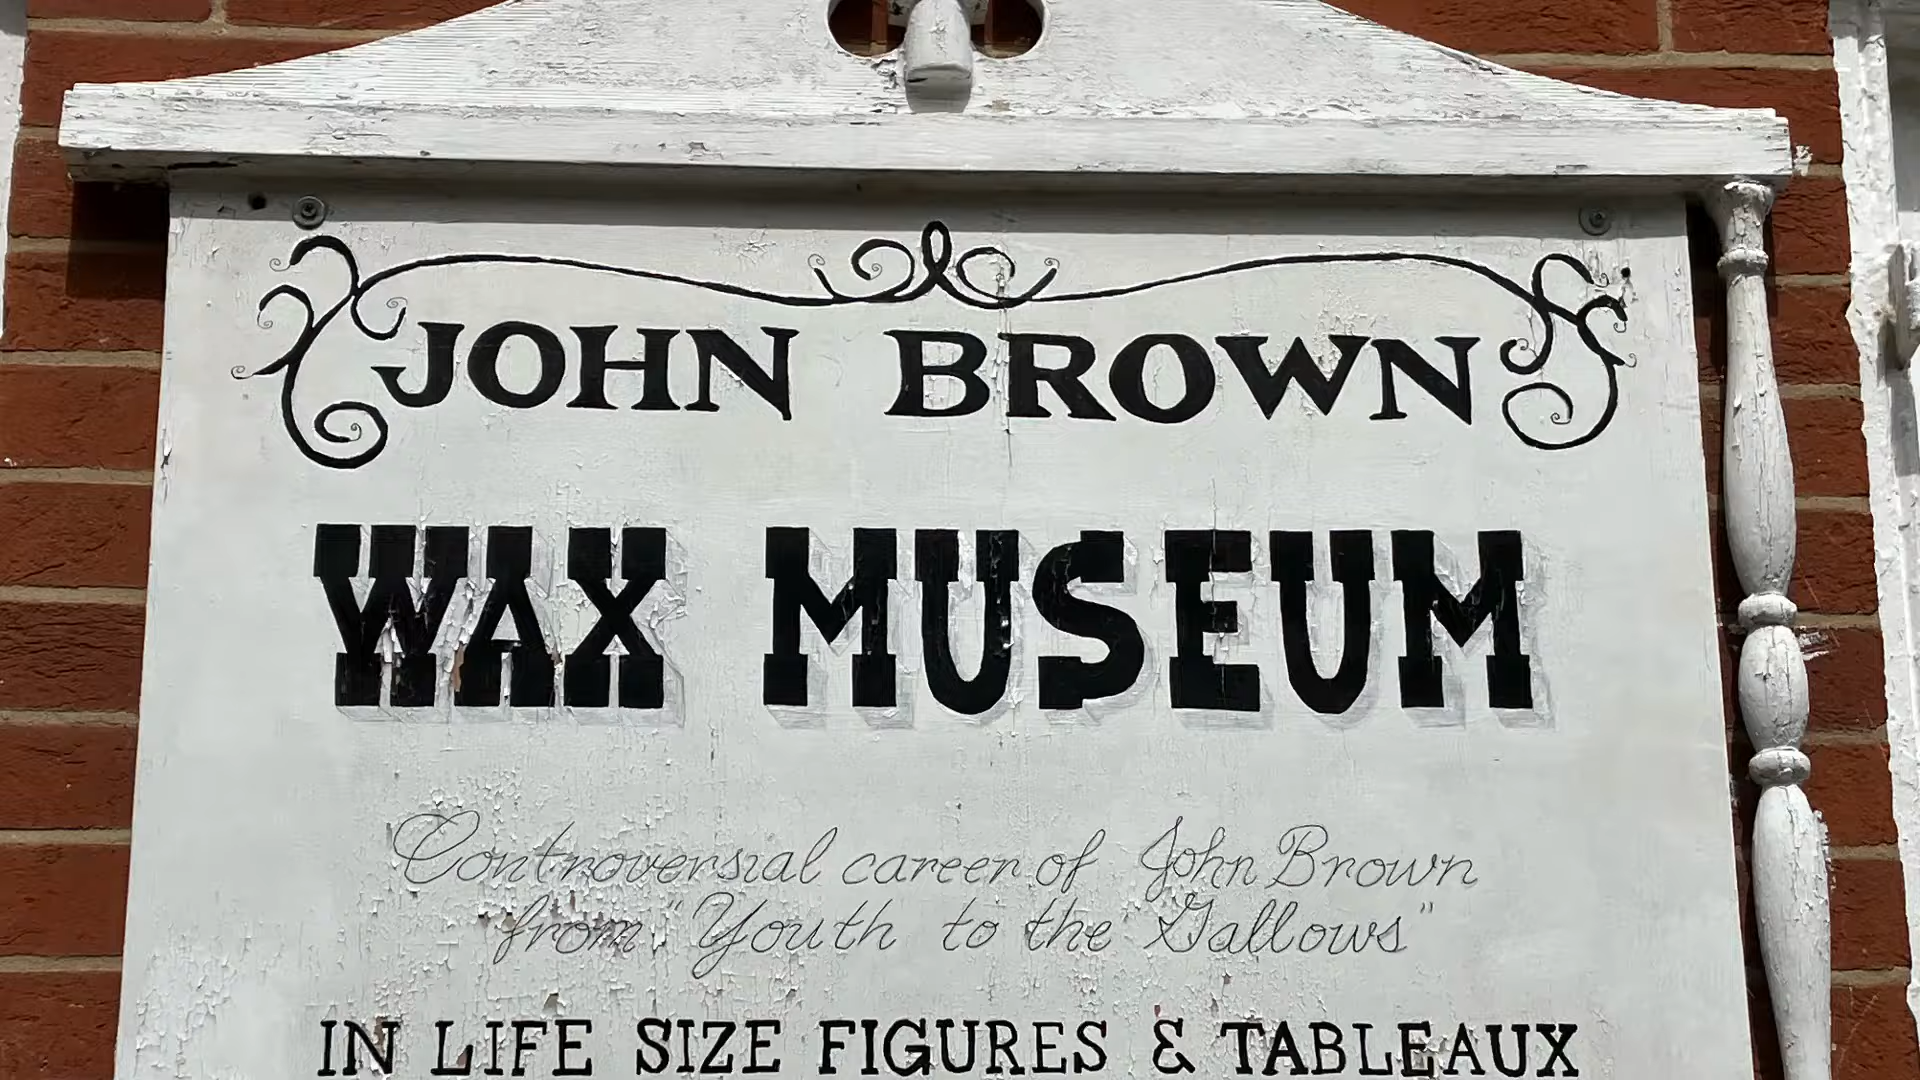 JOHN BROWN
WAX MUSEUM
Controversial career of John Brown
from "Youth to the Gallows"
IN LIFE SIZE FIGURES & TABLEAUX